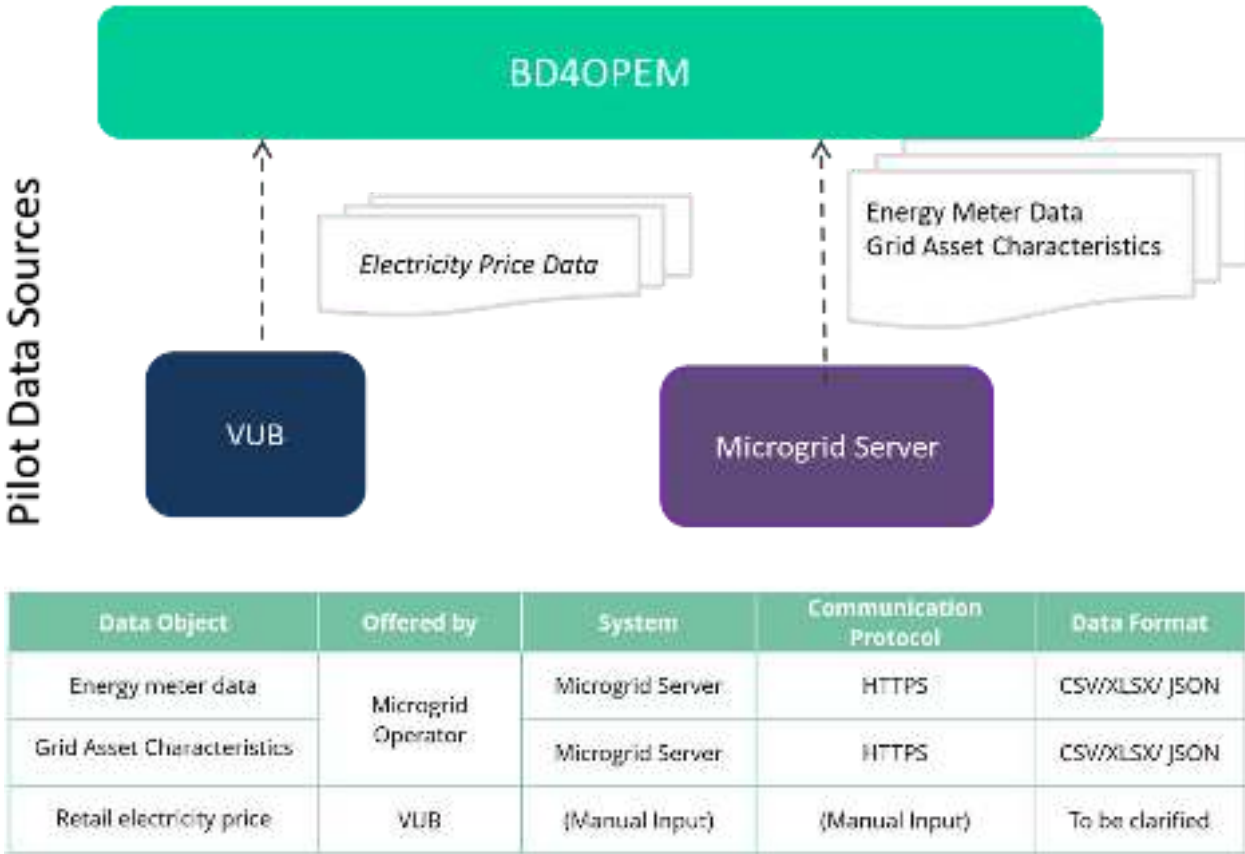 BD4OPEM
Pilot Data Sources
Electricity Price Data
Energy Meter Data
Grid Asset Characteristics
VUB
Microgrid Server
Data Object Offered by System Communication Protocol Data Format
Energy meter data Microgrid Operator Microgrid Server HTTPS CSV/XLSX/ JSON
Grid Asset Characteristics Microgrid Server HTTPS CSV/XLSX/ JSON
Retail electricity price VUB (Manual Input) (Manual Input) To be clarified